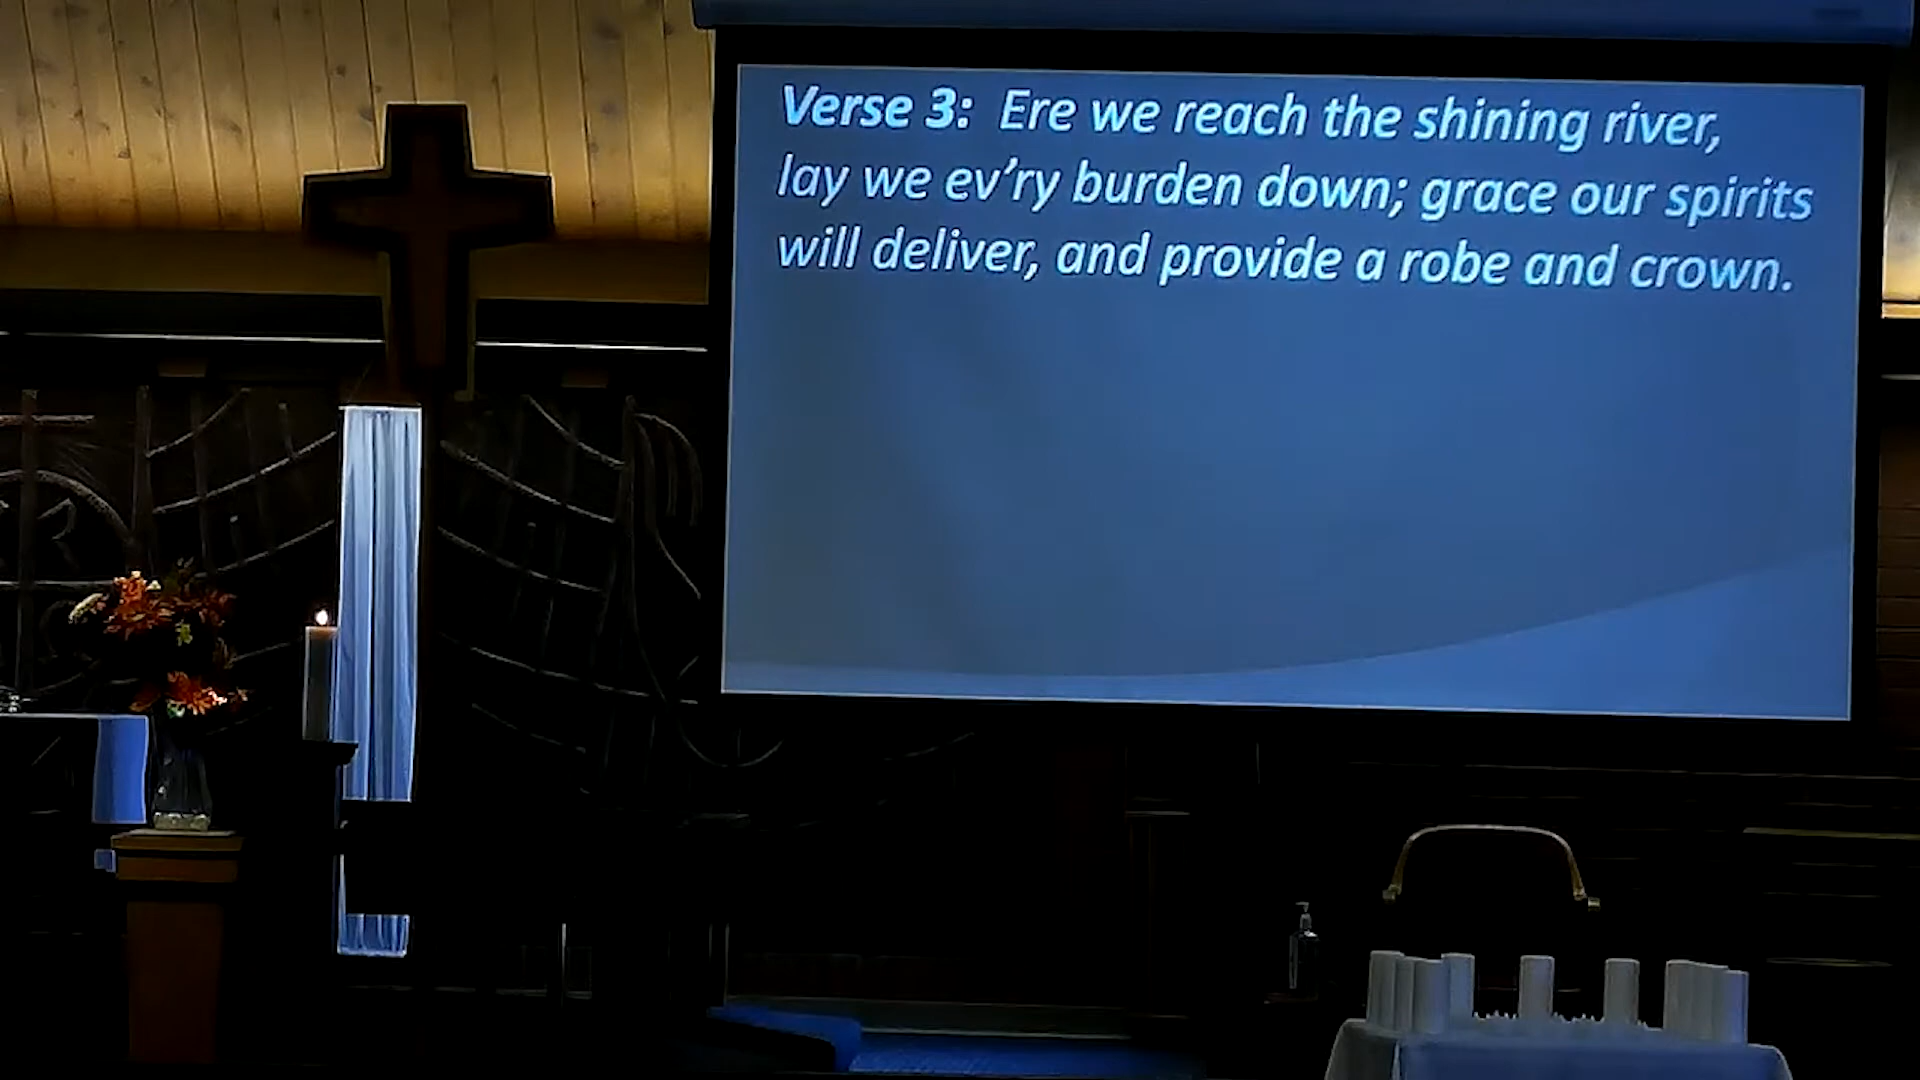 Verse 3: Ere we reach the shining river,
lay we ev’ry burden down; grace our spirits
will deliver, and provide a robe and crown.